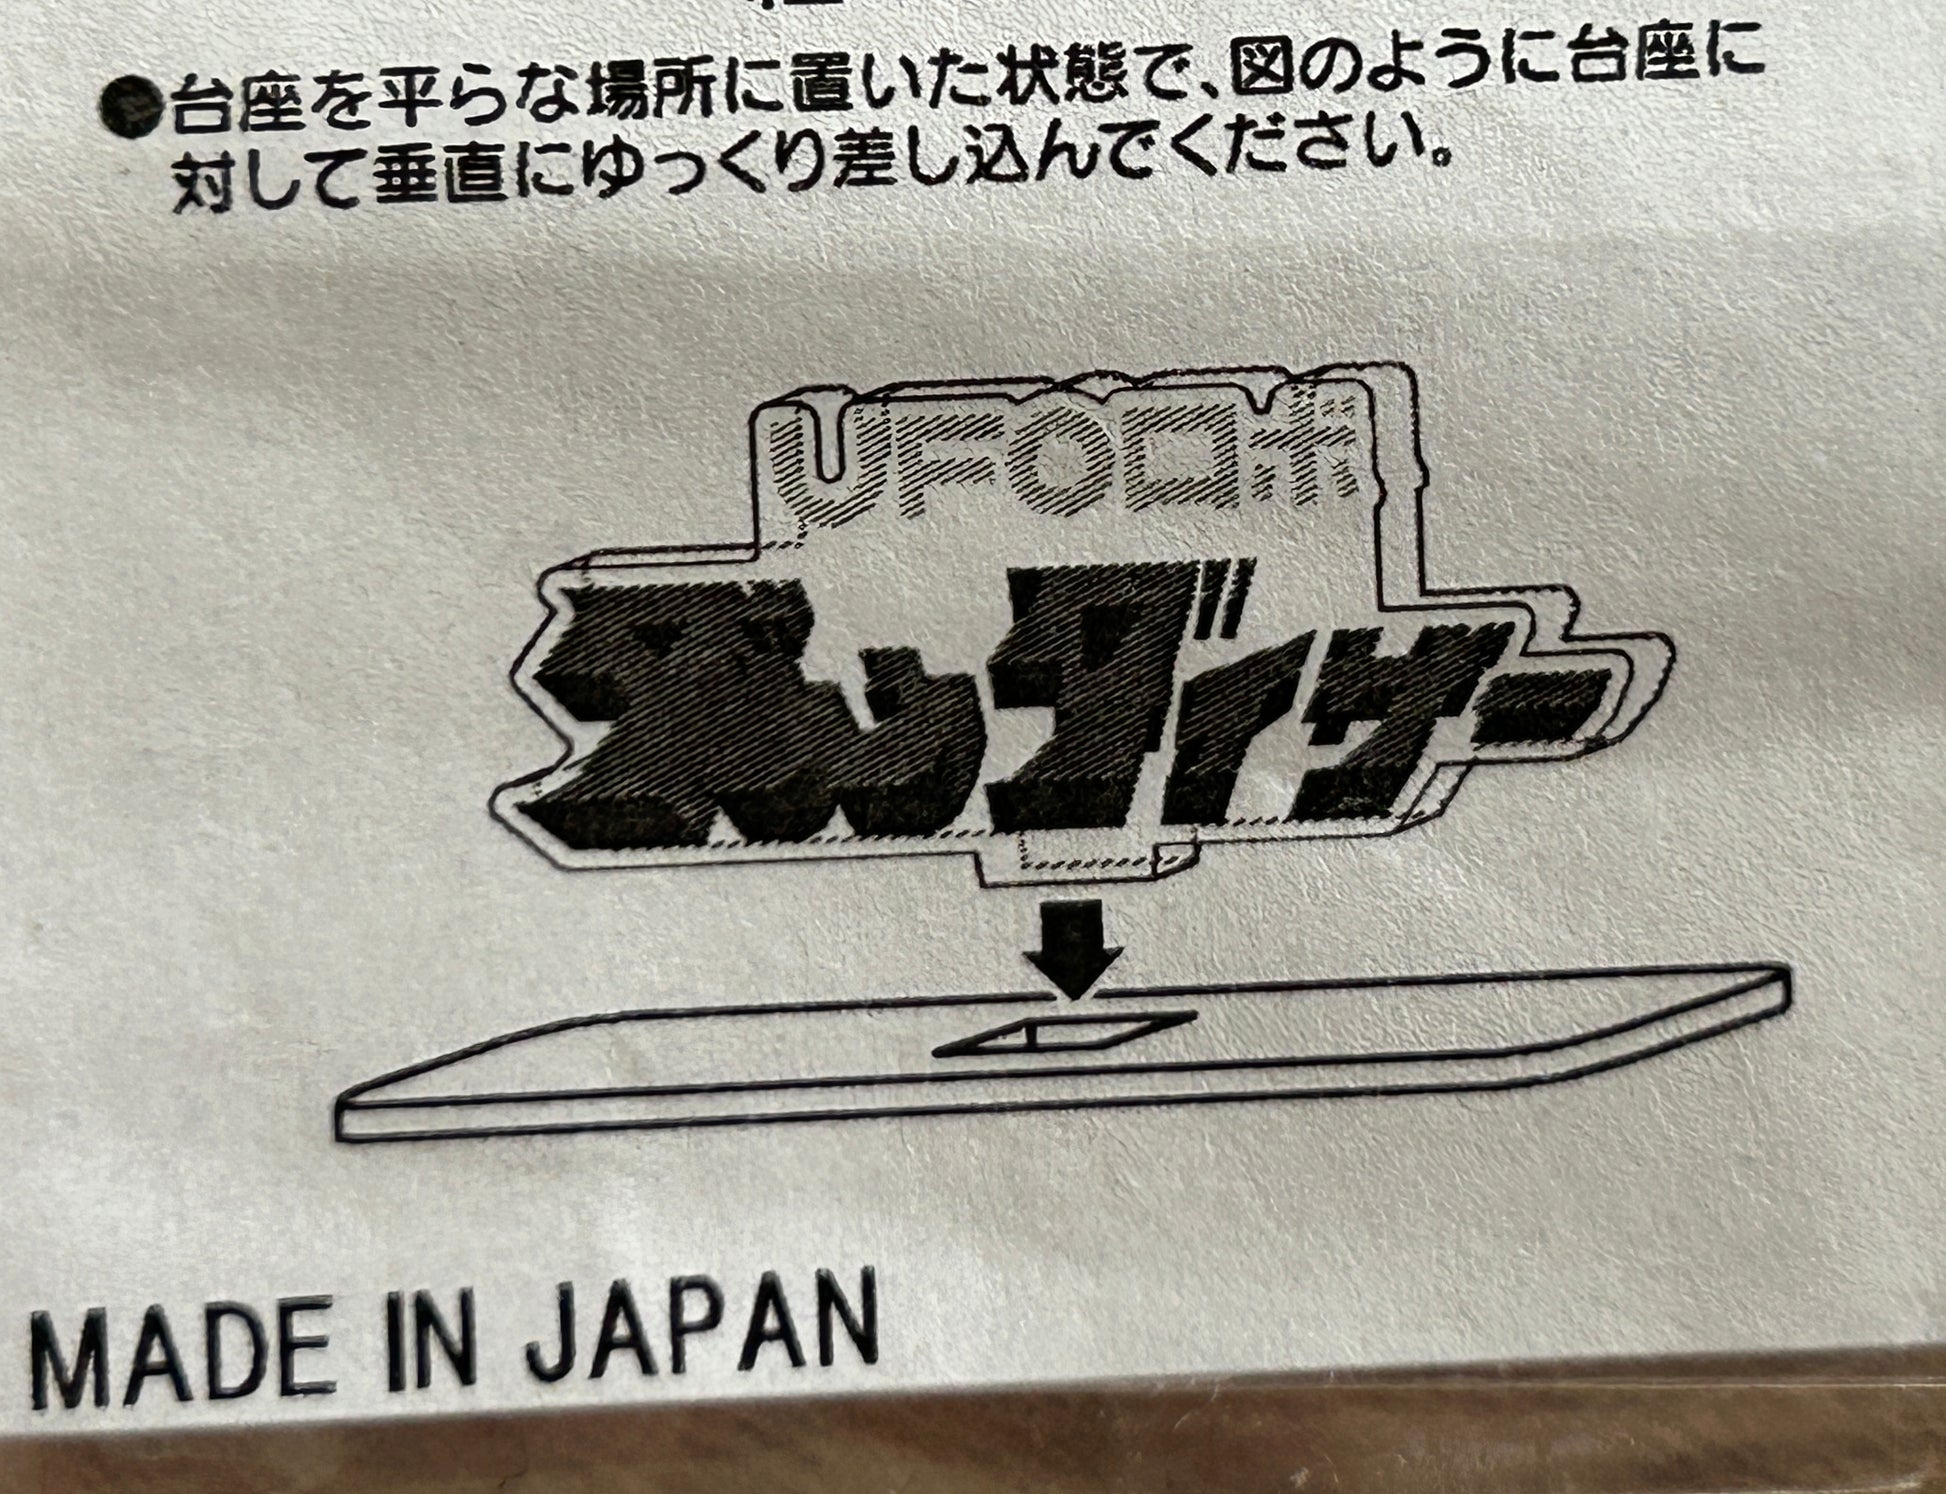 ●台座を平らな場所に置いた状態で、図のように台座に
対して垂直にゆっくり差し込んでください。
UFOロボ
グレンダイザー
MADE IN JAPAN